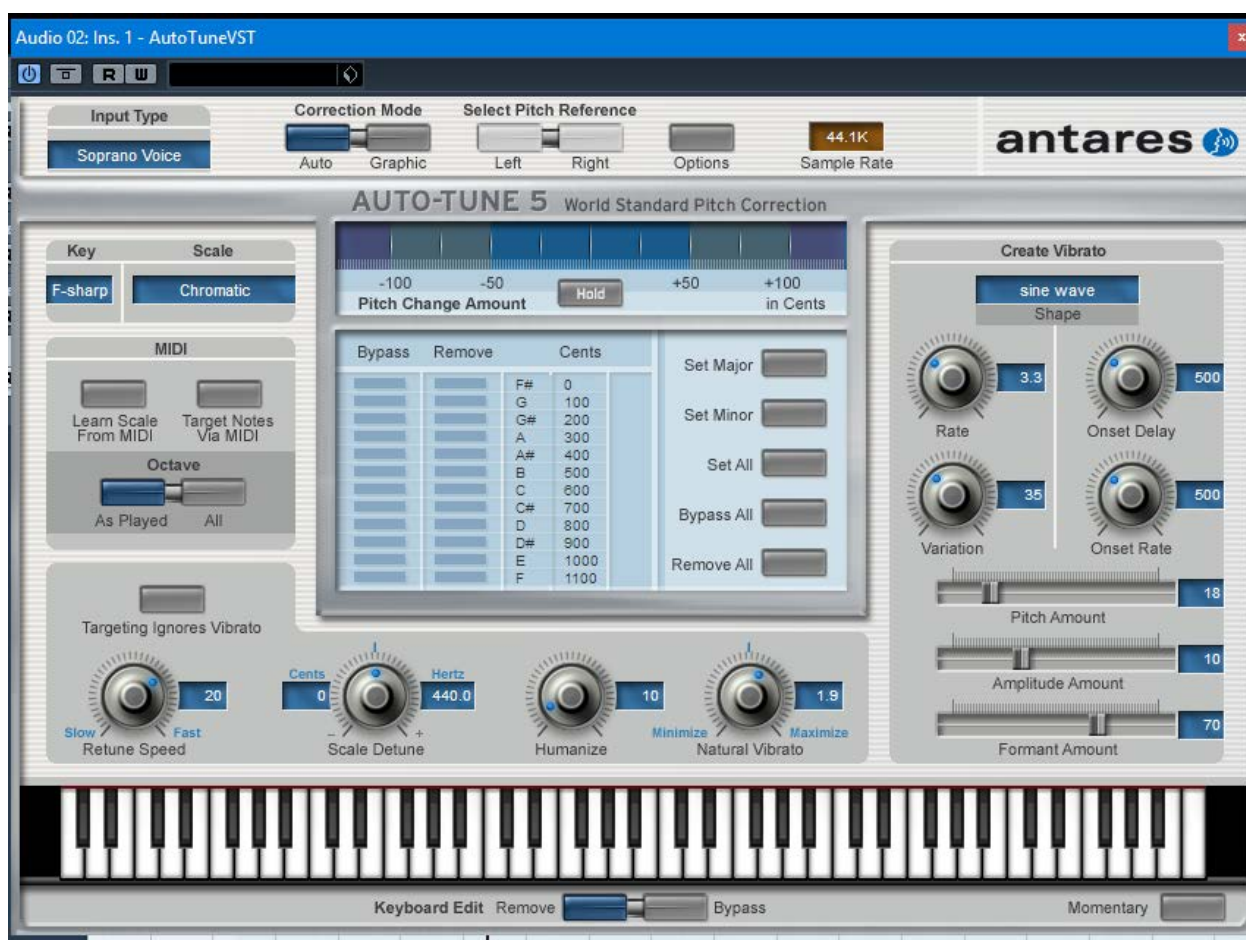 Audio 02: Ins. 1 - AutoTuneVST
x
R W
Input Type
Soprano Voice
Correction Mode
Auto Graphic
Select Pitch Reference
Left Right
Options
44.1K
Sample Rate
antares
AUTO-TUNE 5 World Standard Pitch Correction
Key Scale
F-sharp Chromatic
-100 -50 +50 +100
Hold
Pitch Change Amount in Cents
MIDI
Learn Scale From MIDI
Target Notes Via MIDI
Octave
As Played All
Bypass Remove Cents
F# 0
G 100
G# 200
A 300
A# 400
B 500
C 600
C# 700
D 800
D# 900
E 1000
F 1100
Set Major
Set Minor
Set All
Bypass All
Remove All
Create Vibrato
sine wave
Shape
3.3 500
Rate Onset Delay
35 500
Variation Onset Rate
18
Pitch Amount
10
Amplitude Amount
70
Formant Amount
Targeting Ignores Vibrato
20
Slow Fast
Retune Speed
Cents Hertz
0 440.0
- +
Scale Detune
10
Humanize
1.9
Minimize Maximize
Natural Vibrato
Keyboard Edit Remove Bypass
Momentary